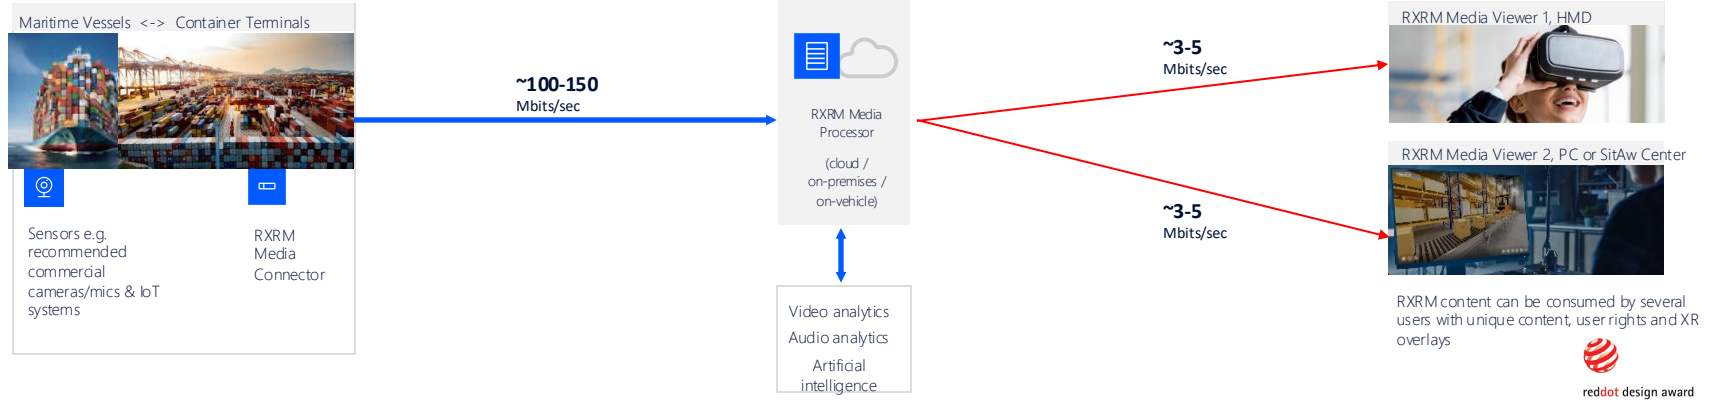 Maritime Vessels <-> Container Terminals
Sensors e.g.
recommended
commercial
cameras/mics & IoT
systems
RXRM
Media
Connector
~100-150
Mbits/sec
RXRM Media
Processor
(cloud /
on-premises /
on-vehicle)
Video analytics
Audio analytics
Artificial
intelligence
~3-5
Mbits/sec
~3-5
Mbits/sec
RXRM Media Viewer 1, HMD
RXRM Media Viewer 2, PC or SitAw Center
RXRM content can be consumed by several
users with unique content, user rights and XR
overlays
reddot design award